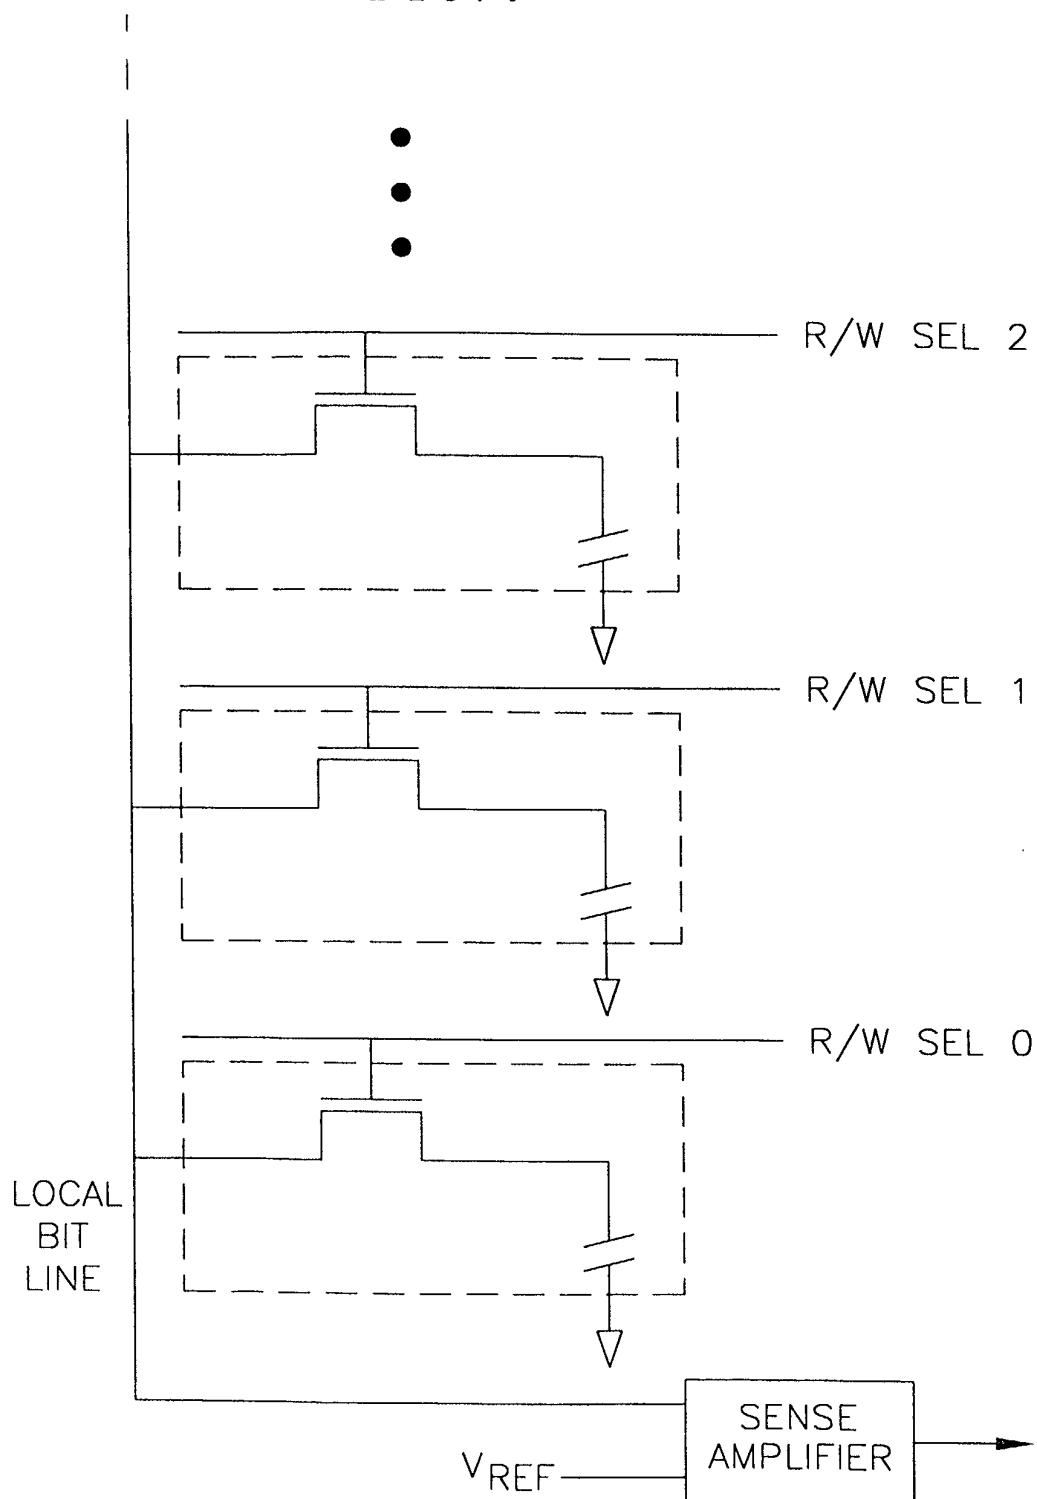 R/W SEL 2
R/W SEL 1
R/W SEL 0
LOCAL
BIT
LINE
SENSE
AMPLIFIER
VREF